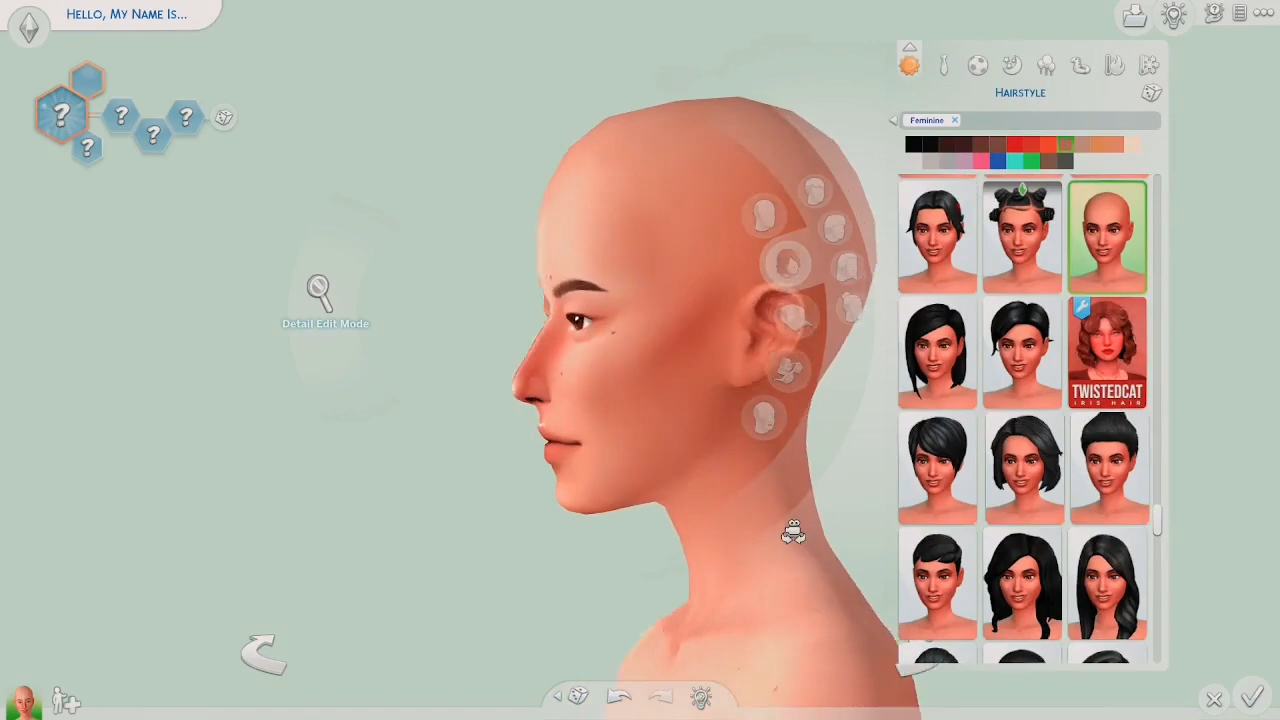 Hello, My Name Is...
Hairstyle
Feminine
Detail Edit Mode
TWISTEDCAT
IRIS HAIR